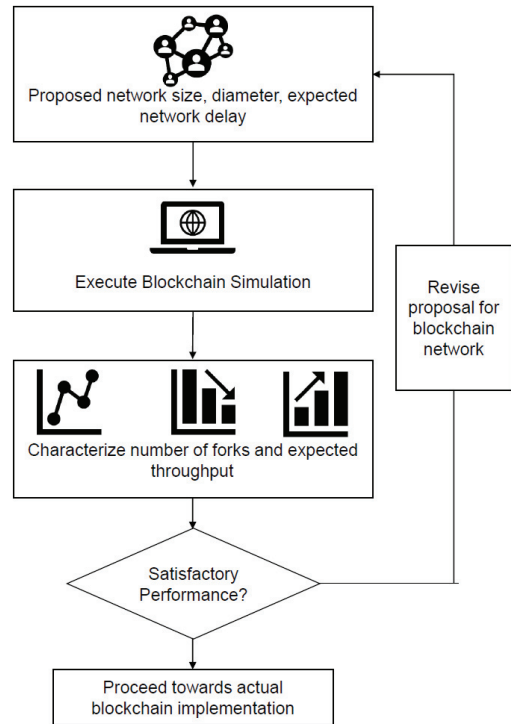 Proposed network size, diameter, expected
network delay
Execute Blockchain Simulation
Revise
proposal for
blockchain
network
Characterize number of forks and expected
throughput
Satisfactory
Performance?
Proceed towards actual
blockchain implementation